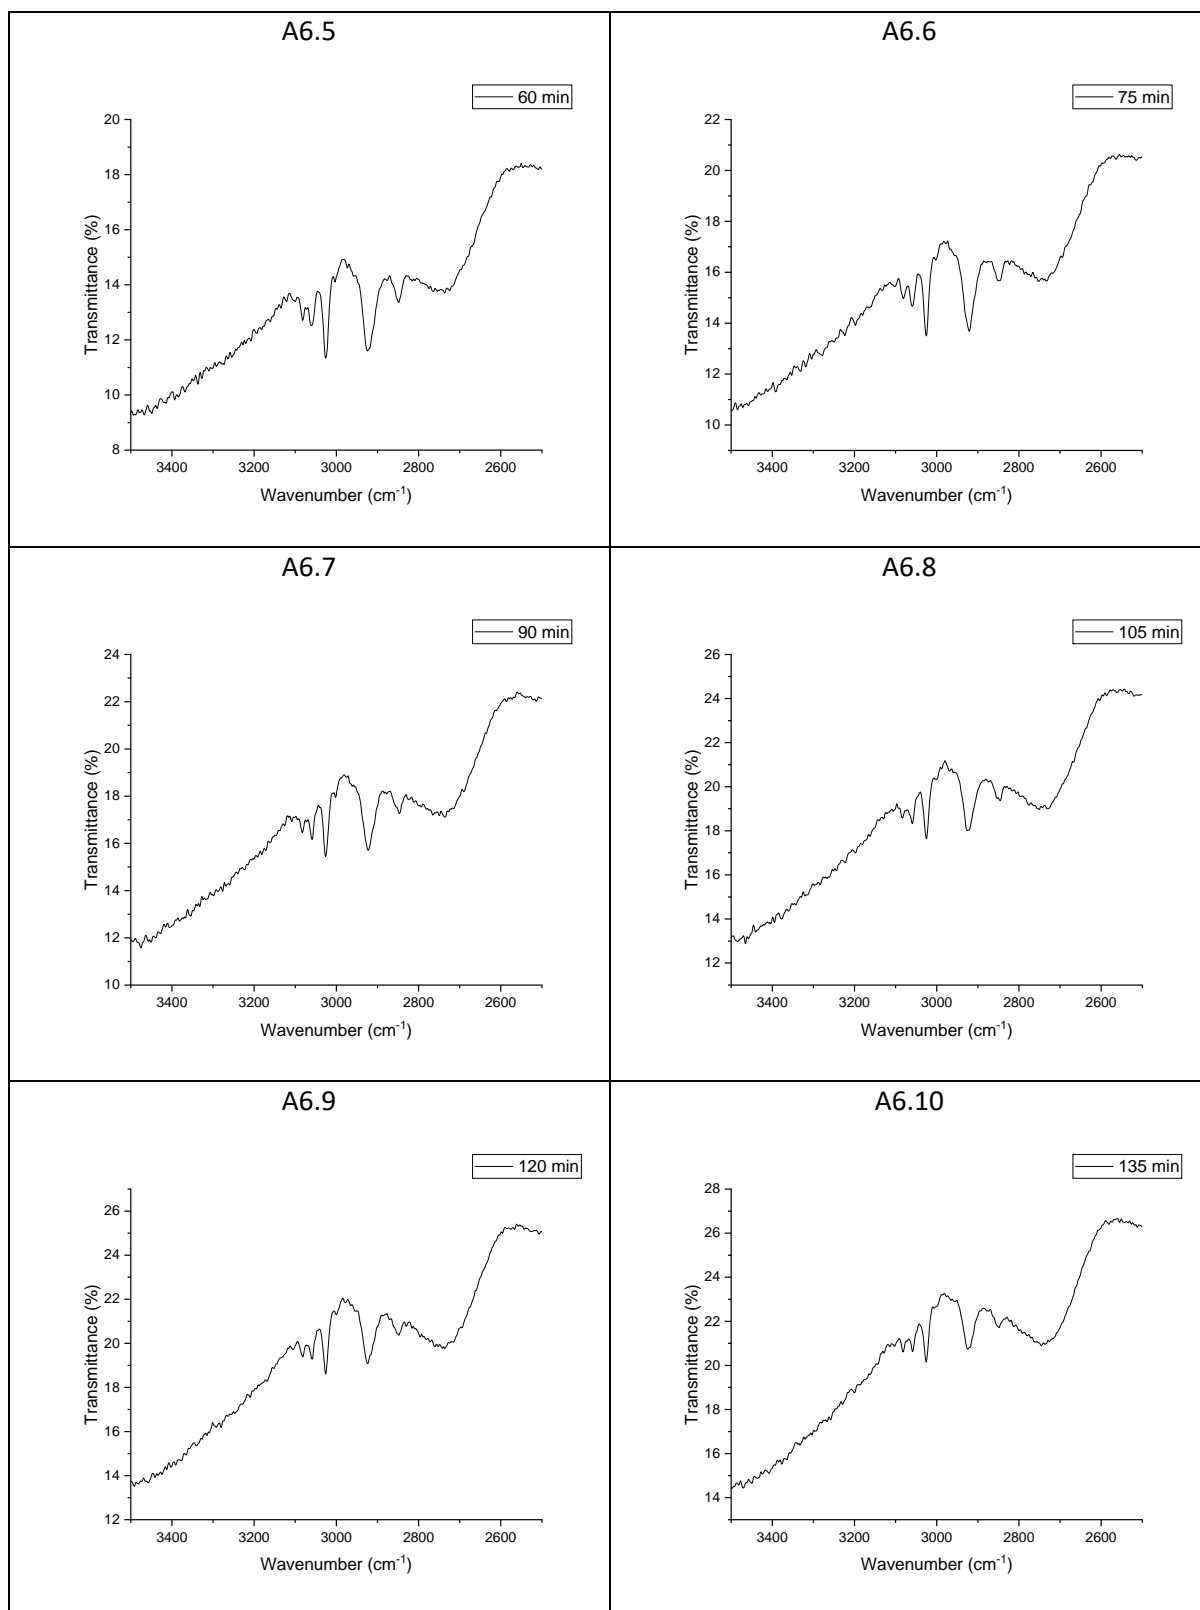 A6.5
60 min
20
18
16
14
12
10
8
Transmittance (%)
3400 3200 3000 2800 2600
Wavenumber (cm⁻¹)
A6.6
75 min
22
20
18
16
14
12
10
Transmittance (%)
3400 3200 3000 2800 2600
Wavenumber (cm⁻¹)
A6.7
90 min
24
22
20
18
16
14
12
10
Transmittance (%)
3400 3200 3000 2800 2600
Wavenumber (cm⁻¹)
A6.8
105 min
26
24
22
20
18
16
14
12
Transmittance (%)
3400 3200 3000 2800 2600
Wavenumber (cm⁻¹)
A6.9
120 min
26
24
22
20
18
16
14
12
Transmittance (%)
3400 3200 3000 2800 2600
Wavenumber (cm⁻¹)
A6.10
135 min
28
26
24
22
20
18
16
14
Transmittance (%)
3400 3200 3000 2800 2600
Wavenumber (cm⁻¹)